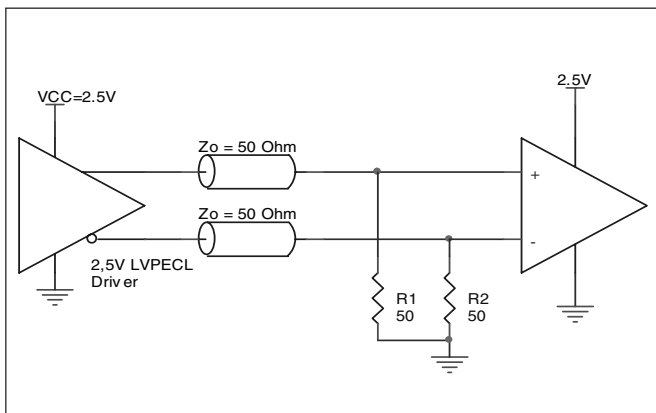 VCC=2.5V
2.5V
Zo = 50 Ohm
+
Zo = 50 Ohm
-
2,5V LVPECL
Driver
R1
50
R2
50